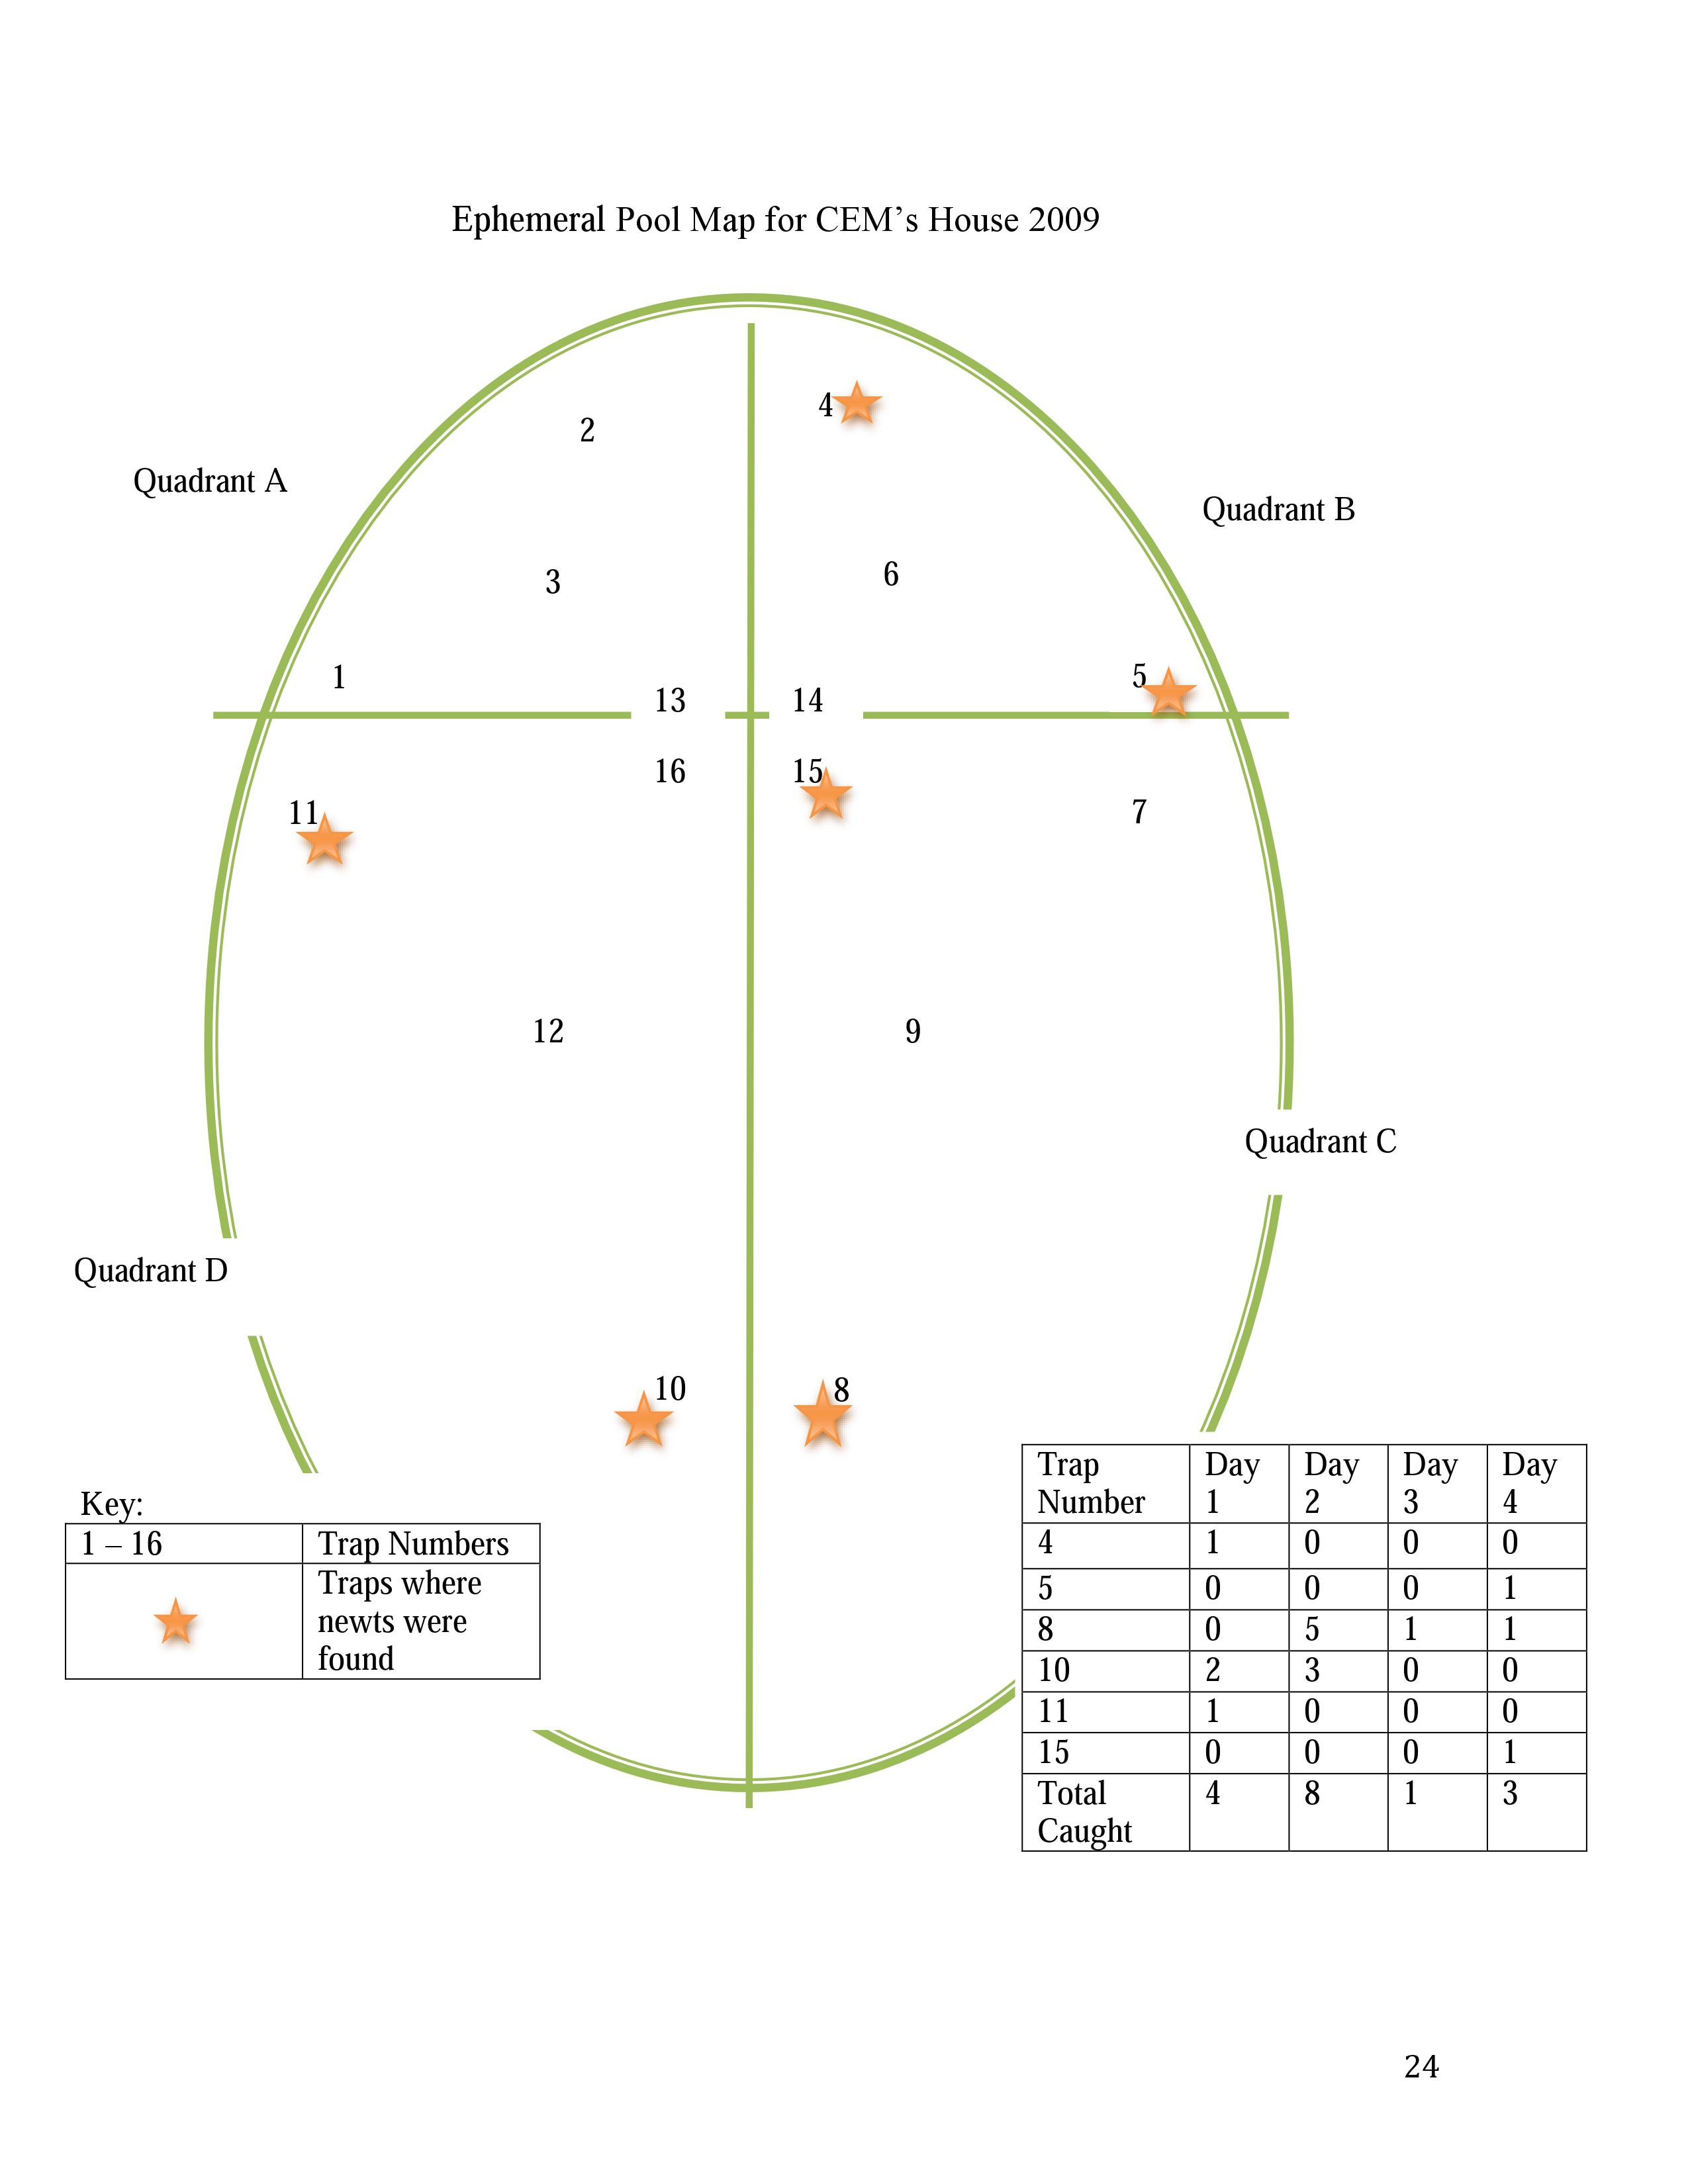 Ephemeral Pool Map for CEM’s House 2009
4
2
Quadrant A
Quadrant B
3
6
1
5
13
14
16
15
11
7
12
9
Quadrant C
Quadrant D
10
8
Key:
1 – 16 Trap Numbers
Traps where
newts were
found
Trap Day Day Day Day
Number 1 2 3 4
4 1 0 0 0
5 0 0 0 1
8 0 5 1 1
10 2 3 0 0
11 1 0 0 0
15 0 0 0 1
Total 4 8 1 3
Caught
24